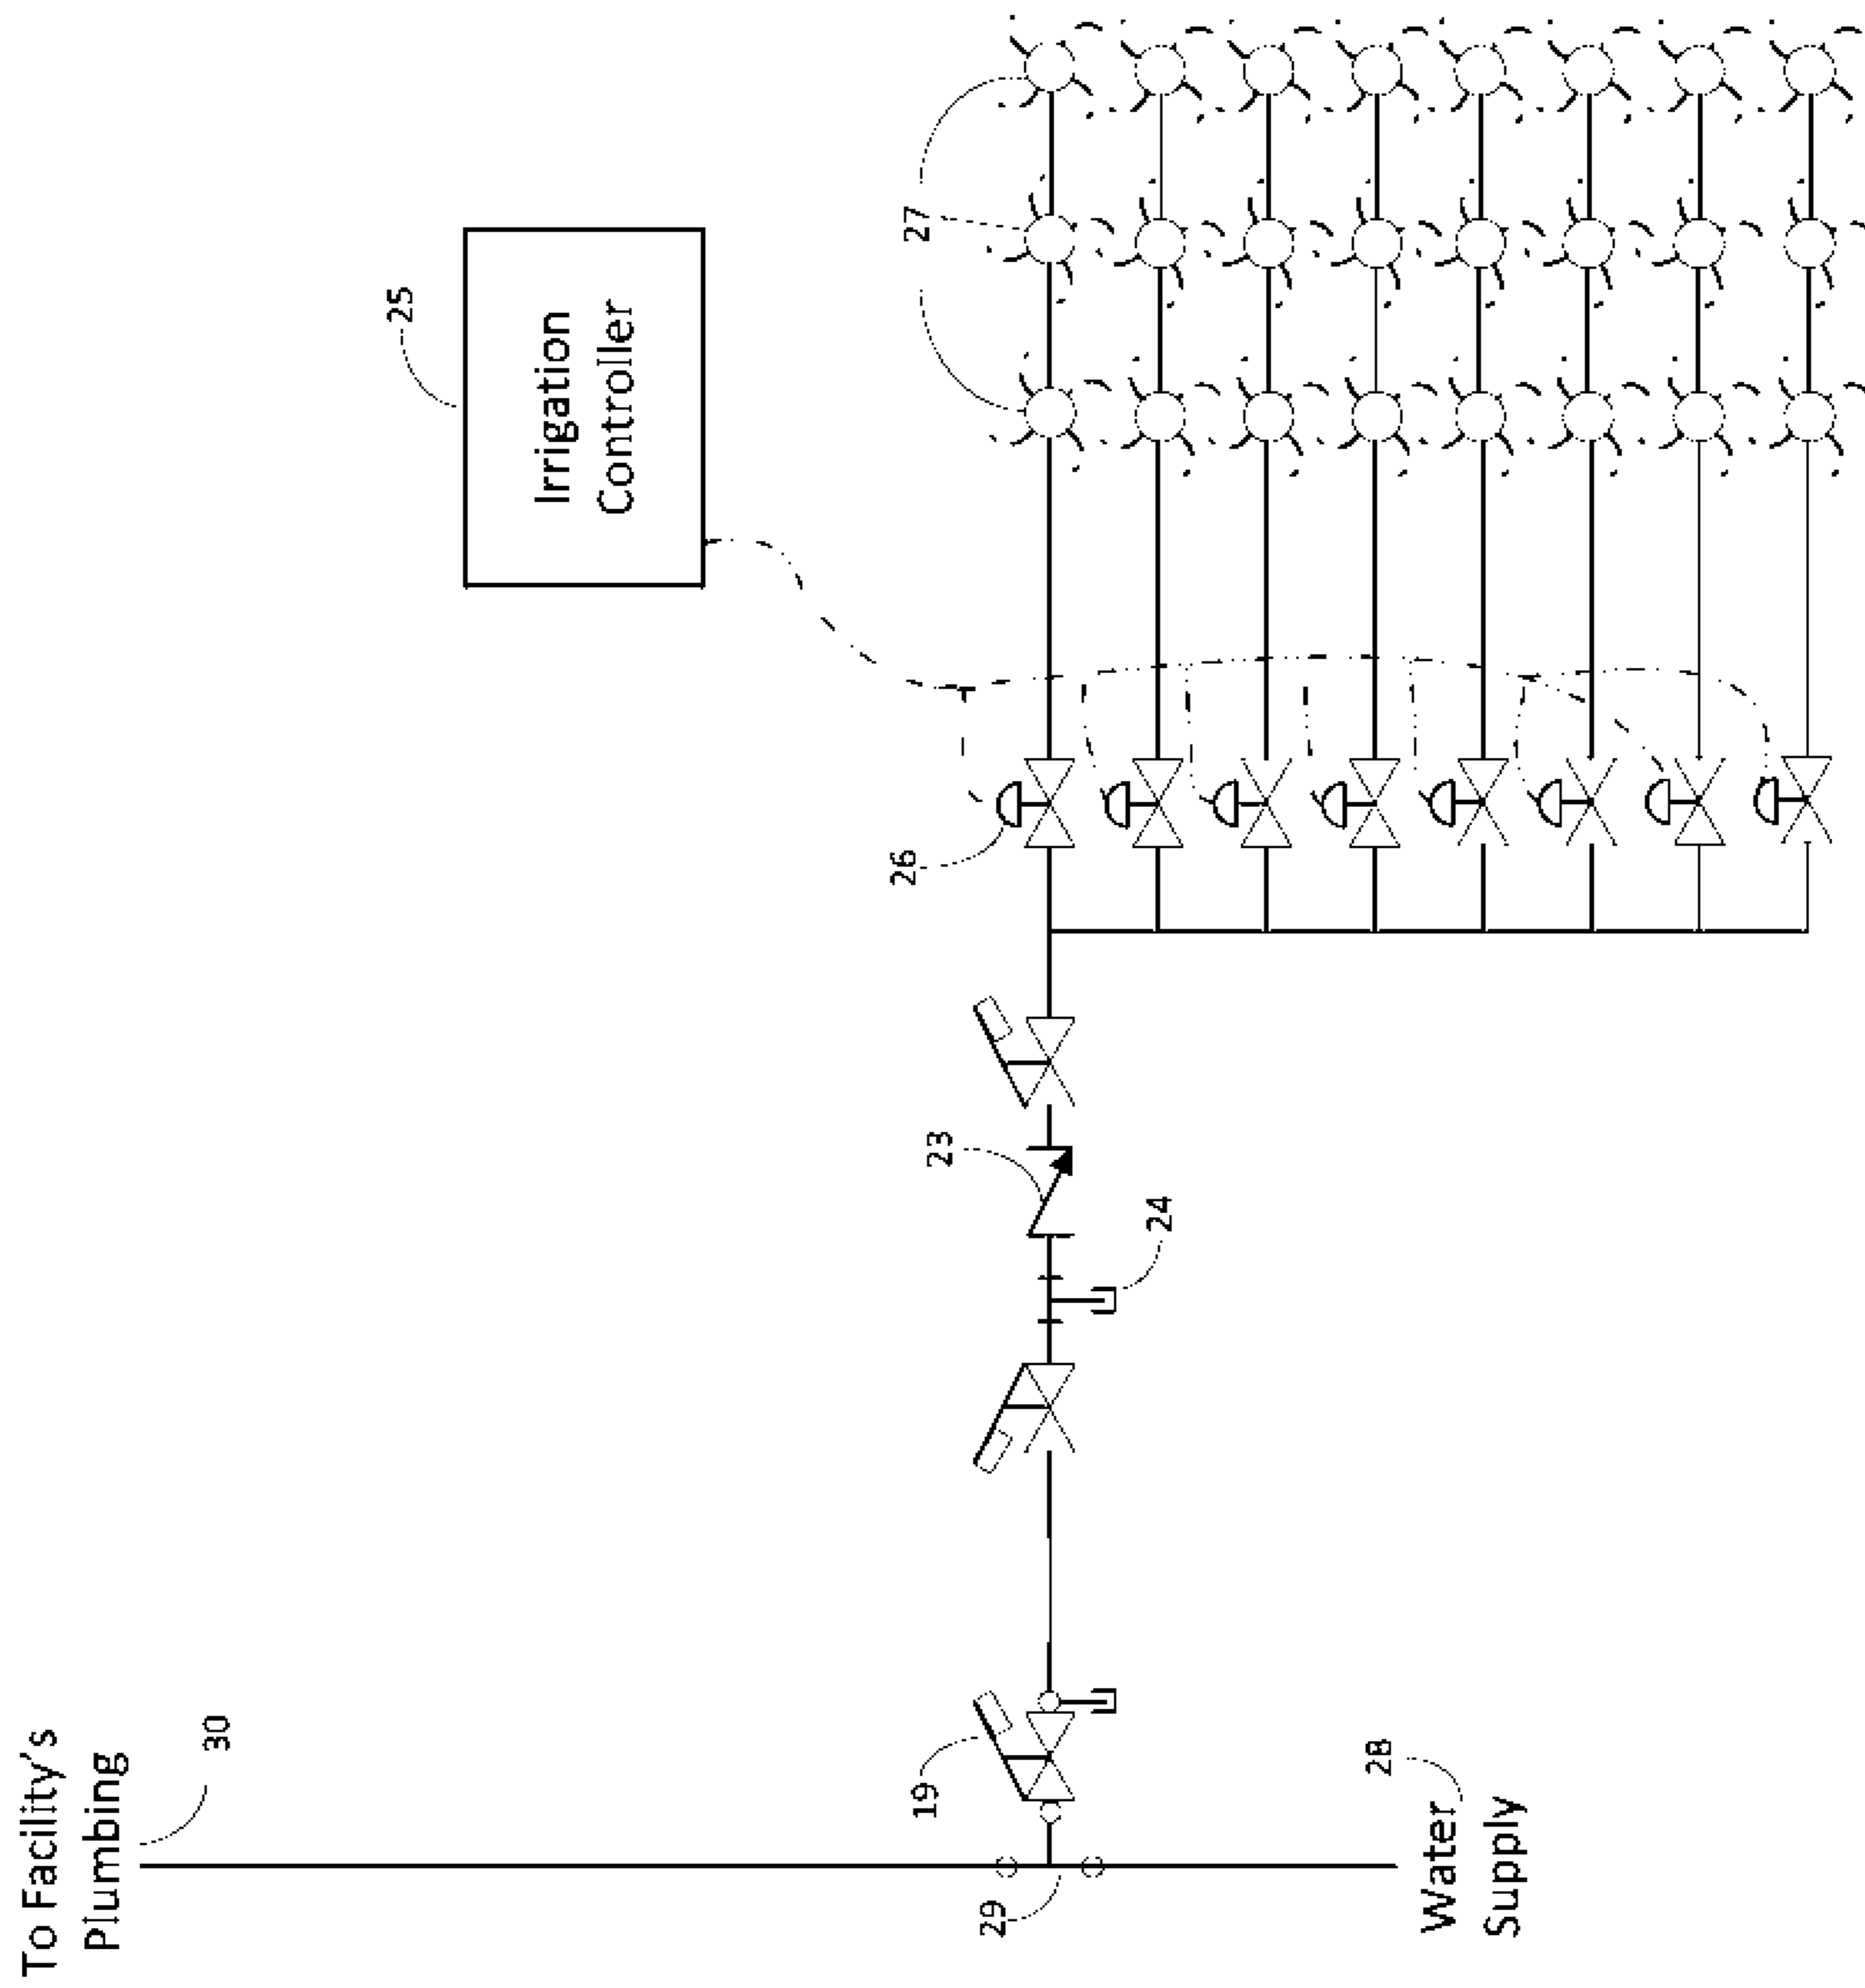 To Facility's
Plumbing
30
29
19
Water
Supply
28
24
23
26
25
Irrigation
Controller
27